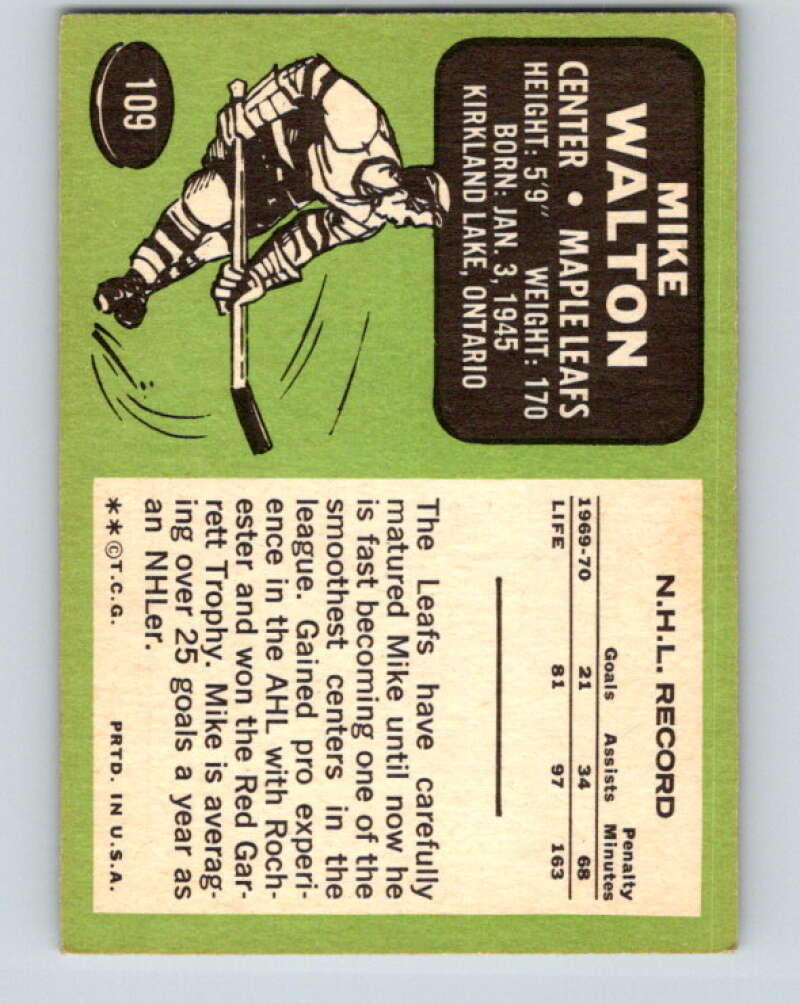 109
MIKE
WALTON
CENTER • MAPLE LEAFS
HEIGHT: 5'9" WEIGHT: 170
BORN: JAN. 3, 1945
KIRKLAND LAKE, ONTARIO
N.H.L. RECORD
Goals Assists Penalty Minutes
1969-70 21 34 68
LIFE 81 97 163
The Leafs have carefully
matured Mike until now he
is fast becoming one of the
smoothest centers in the
league. Gained pro experi-
ence in the AHL with Roch-
ester and won the Red Gar-
rett Trophy. Mike is averag-
ing over 25 goals a year as
an NHLer.
**©T.C.G. PRTD. IN U.S.A.